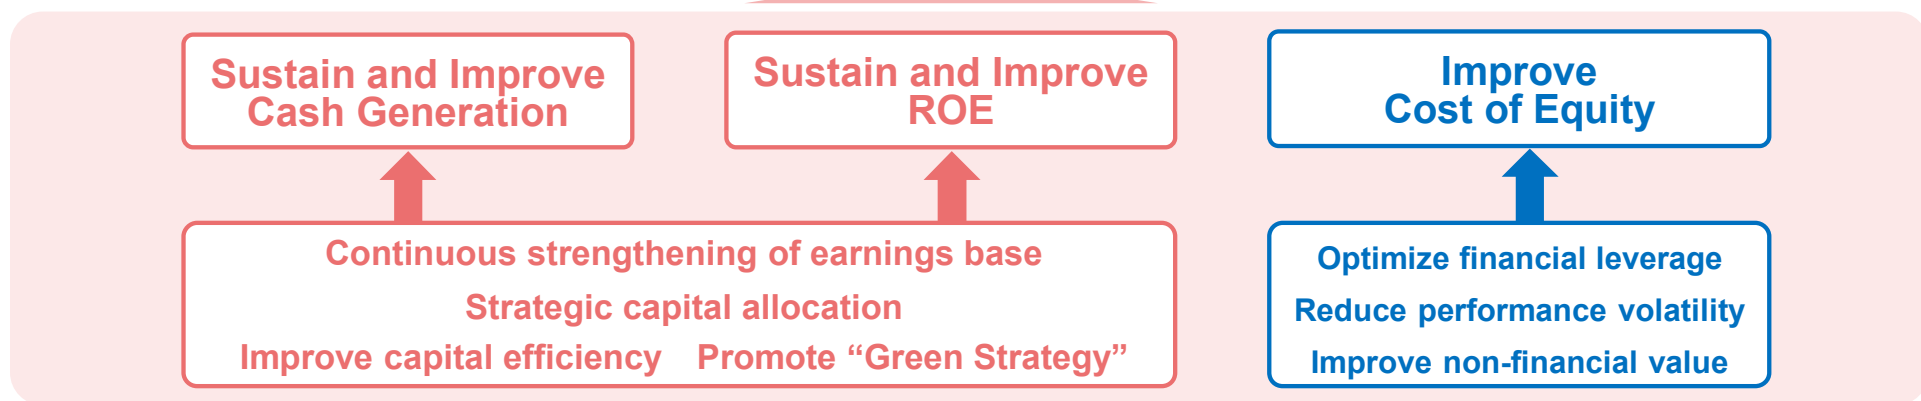 Sustain and Improve
Cash Generation
Sustain and Improve
ROE
Improve
Cost of Equity
Continuous strengthening of earnings base
Strategic capital allocation
Improve capital efficiency Promote “Green Strategy”
Optimize financial leverage
Reduce performance volatility
Improve non-financial value